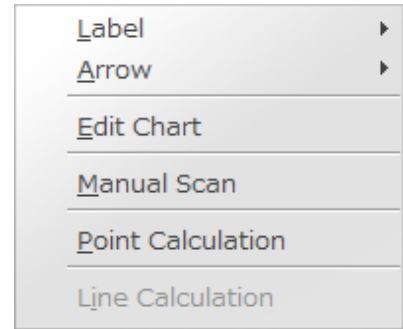 Label
Arrow
Edit Chart
Manual Scan
Point Calculation
Line Calculation